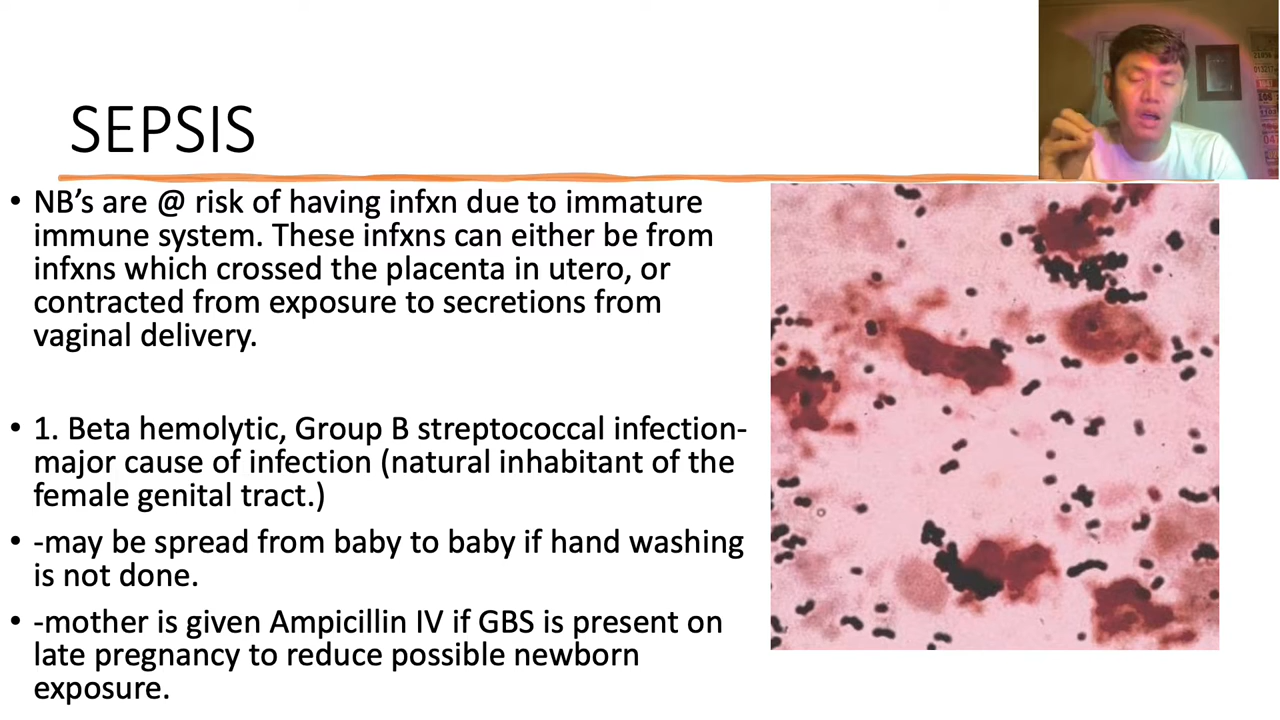 SEPSIS
• NB’s are @ risk of having infxn due to immature
immune system. These infxns can either be from
infxns which crossed the placenta in utero, or
contracted from exposure to secretions from
vaginal delivery.
• 1. Beta hemolytic, Group B streptococcal infection-
major cause of infection (natural inhabitant of the
female genital tract.)
• -may be spread from baby to baby if hand washing
is not done.
• -mother is given Ampicillin IV if GBS is present on
late pregnancy to reduce possible newborn
exposure.